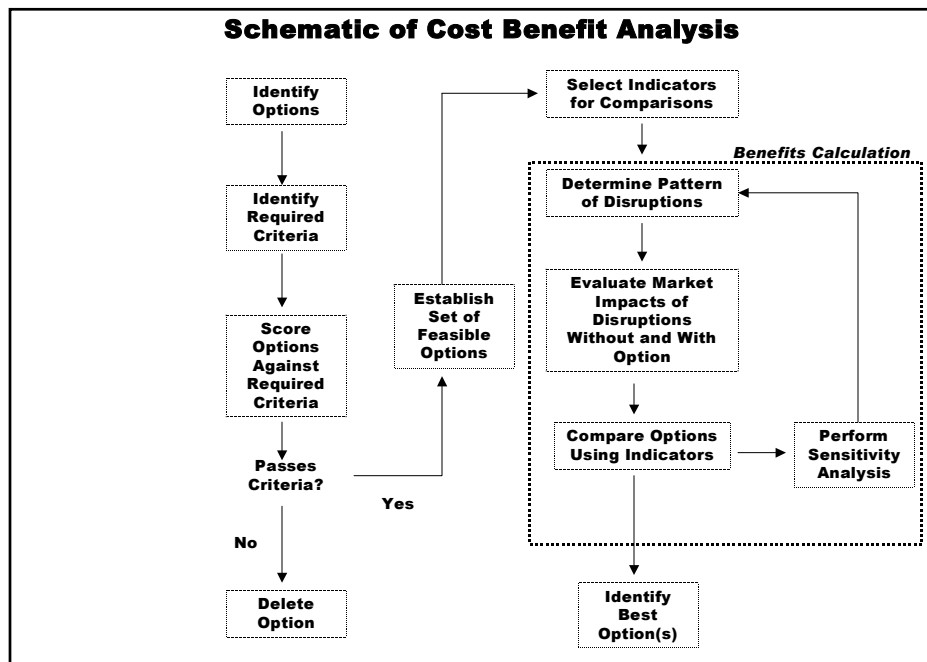 Schematic of Cost Benefit Analysis
Identify
Options
Identify
Required
Criteria
Score
Options
Against
Required
Criteria
Passes
Criteria?
Yes
No
Delete
Option
Establish
Set of
Feasible
Options
Select Indicators
for Comparisons
Benefits Calculation
Determine Pattern
of Disruptions
Evaluate Market
Impacts of
Disruptions
Without and With
Option
Compare Options
Using Indicators
Perform
Sensitivity
Analysis
Identify
Best
Option(s)